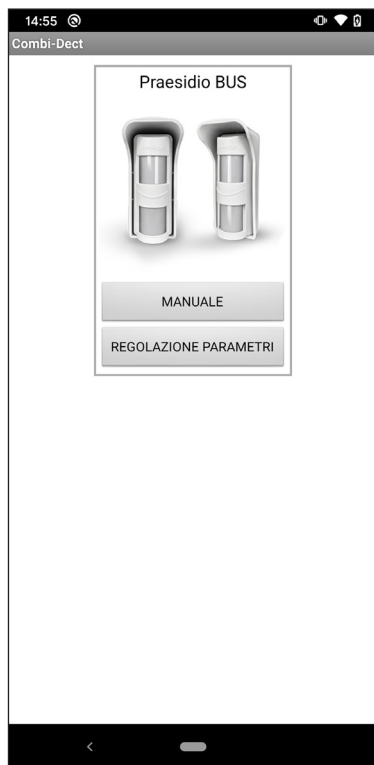 14:55
Combi-Dect
Praesidio BUS
MANUALE
REGOLAZIONE PARAMETRI